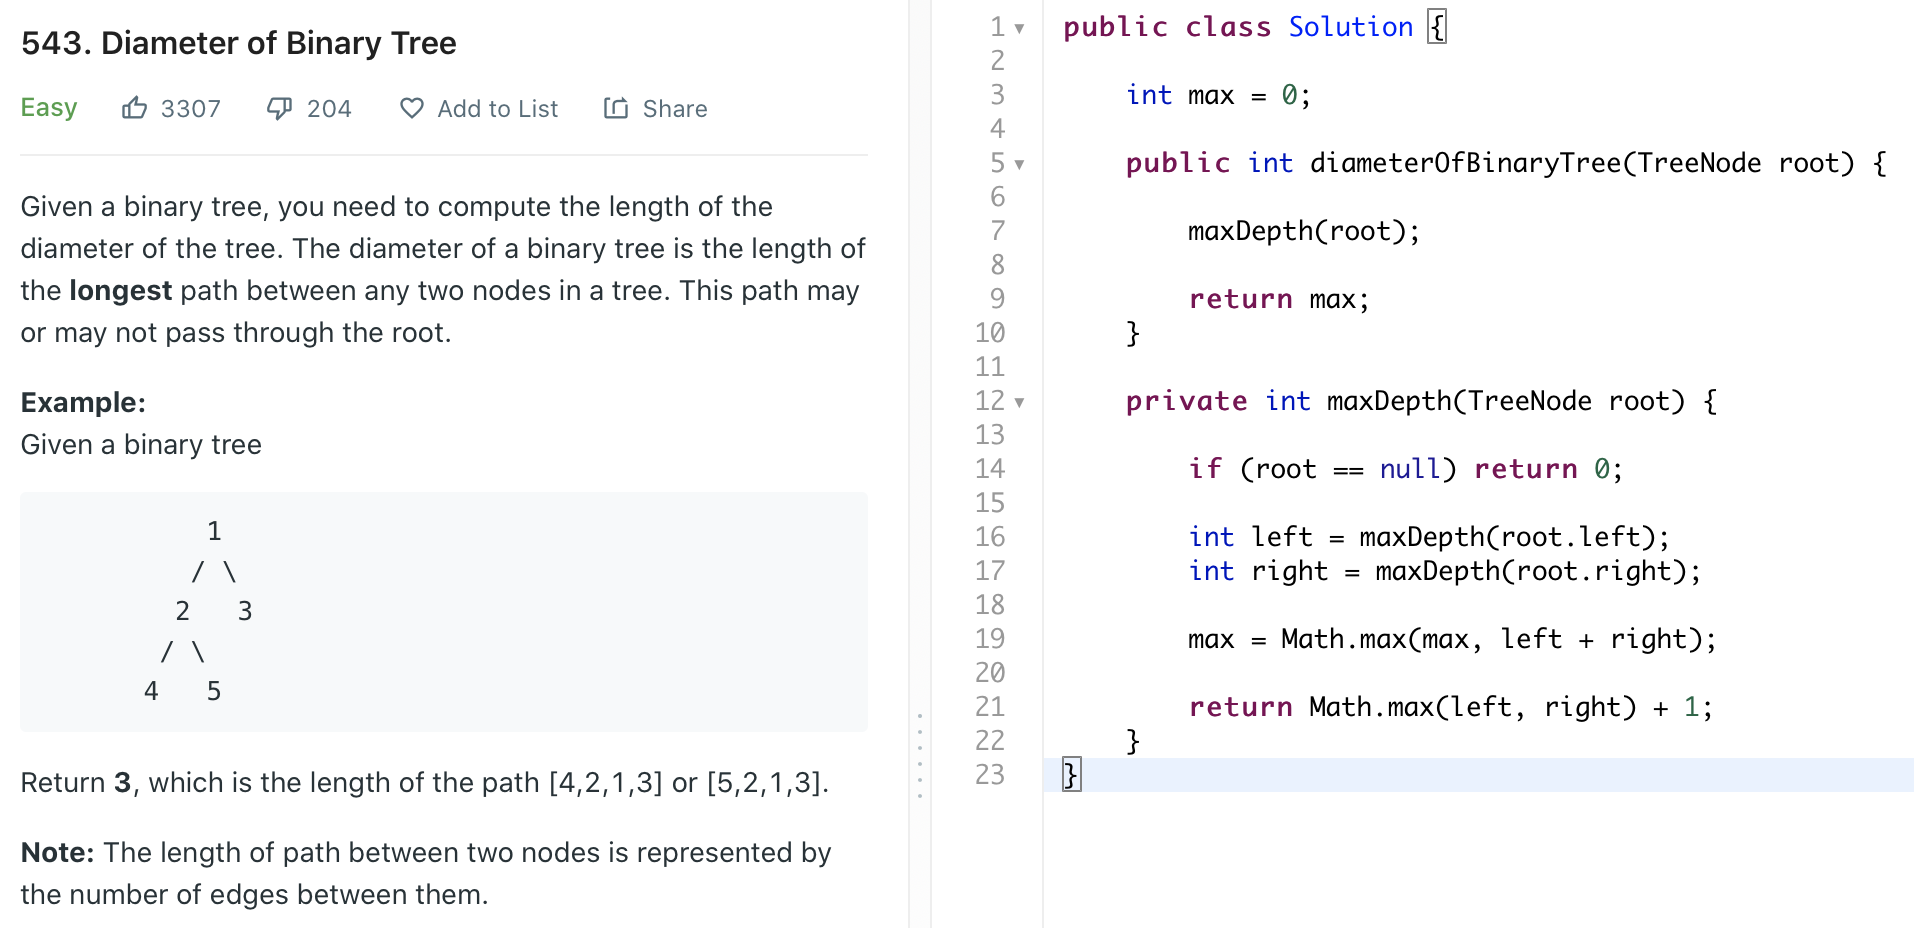 543. Diameter of Binary Tree
Easy 3307 204 Add to List Share
Given a binary tree, you need to compute the length of the
diameter of the tree. The diameter of a binary tree is the length of
the longest path between any two nodes in a tree. This path may
or may not pass through the root.
Example:
Given a binary tree
1
/ \
2 3
/ \
4 5
Return 3, which is the length of the path [4,2,1,3] or [5,2,1,3].
Note: The length of path between two nodes is represented by
the number of edges between them.
1 public class Solution {
2
3 int max = 0;
4
5 public int diameterOfBinaryTree(TreeNode root) {
6
7 maxDepth(root);
8
9 return max;
10 }
11
12 private int maxDepth(TreeNode root) {
13
14 if (root == null) return 0;
15
16 int left = maxDepth(root.left);
17 int right = maxDepth(root.right);
18
19 max = Math.max(max, left + right);
20
21 return Math.max(left, right) + 1;
22 }
23 }